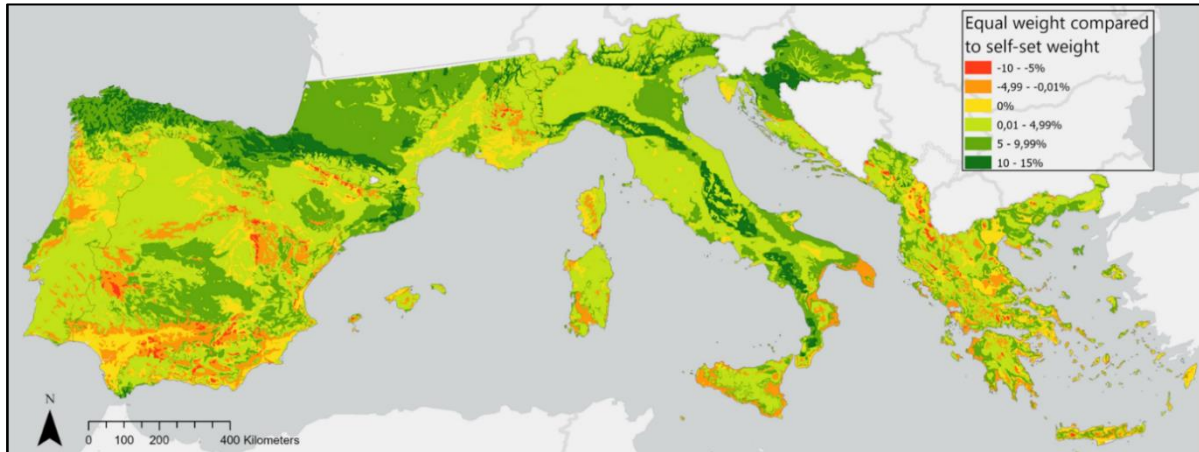 Equal weight compared
to self-set weight
-10 - -5%
-4,99 - -0,01%
0%
0,01 - 4,99%
5 - 9,99%
10 - 15%
N
0 100 200 400 Kilometers